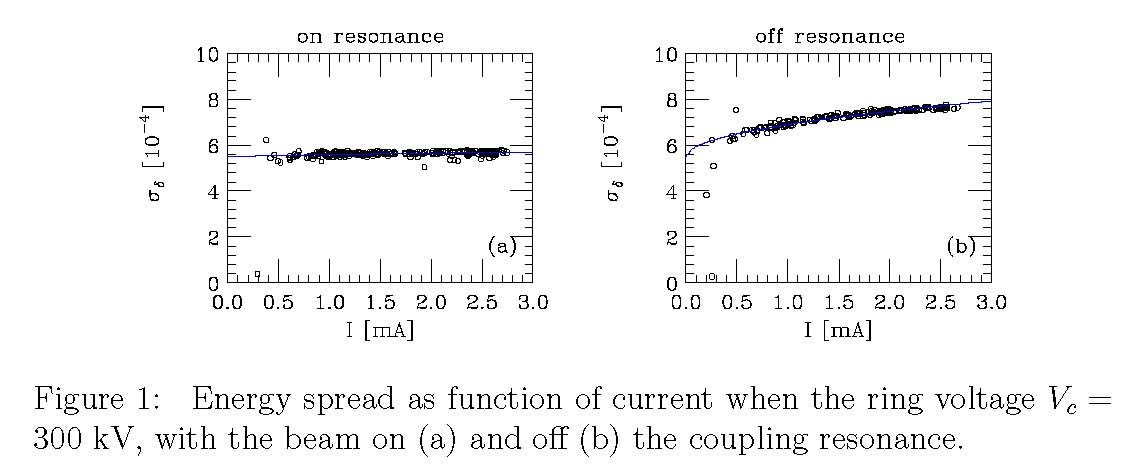 on resonance
off resonance
10
8
6
4
2
0
σδ [10−4]
(a)
0.0 0.5 1.0 1.5 2.0 2.5 3.0
I [mA]
10
8
6
4
2
0
σδ [10−4]
(b)
0.0 0.5 1.0 1.5 2.0 2.5 3.0
I [mA]
Figure 1: Energy spread as function of current when the ring voltage Vc =
300 kV, with the beam on (a) and off (b) the coupling resonance.